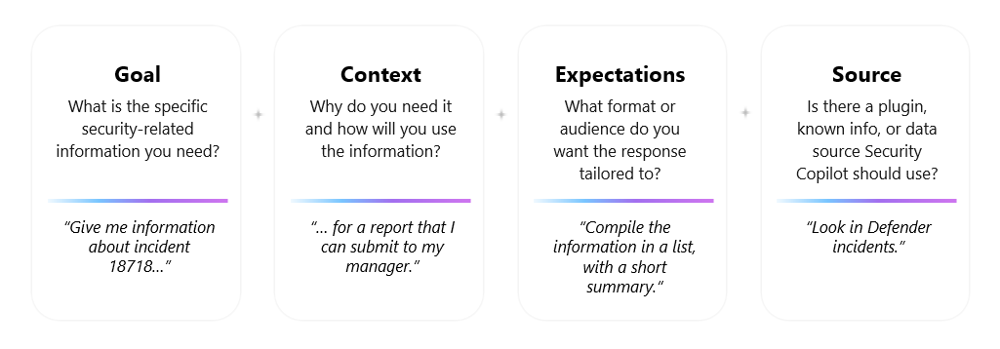 Goal
What is the specific
security-related
information you need?
“Give me information
about incident
18718...”
Context
Why do you need it
and how will you use
the information?
“... for a report that I
can submit to my
manager.”
Expectations
What format or
audience do you
want the response
tailored to?
“Compile the
information in a list,
with a short
summary.”
Source
Is there a plugin,
known info, or data
source Security
Copilot should use?
“Look in Defender
incidents.”